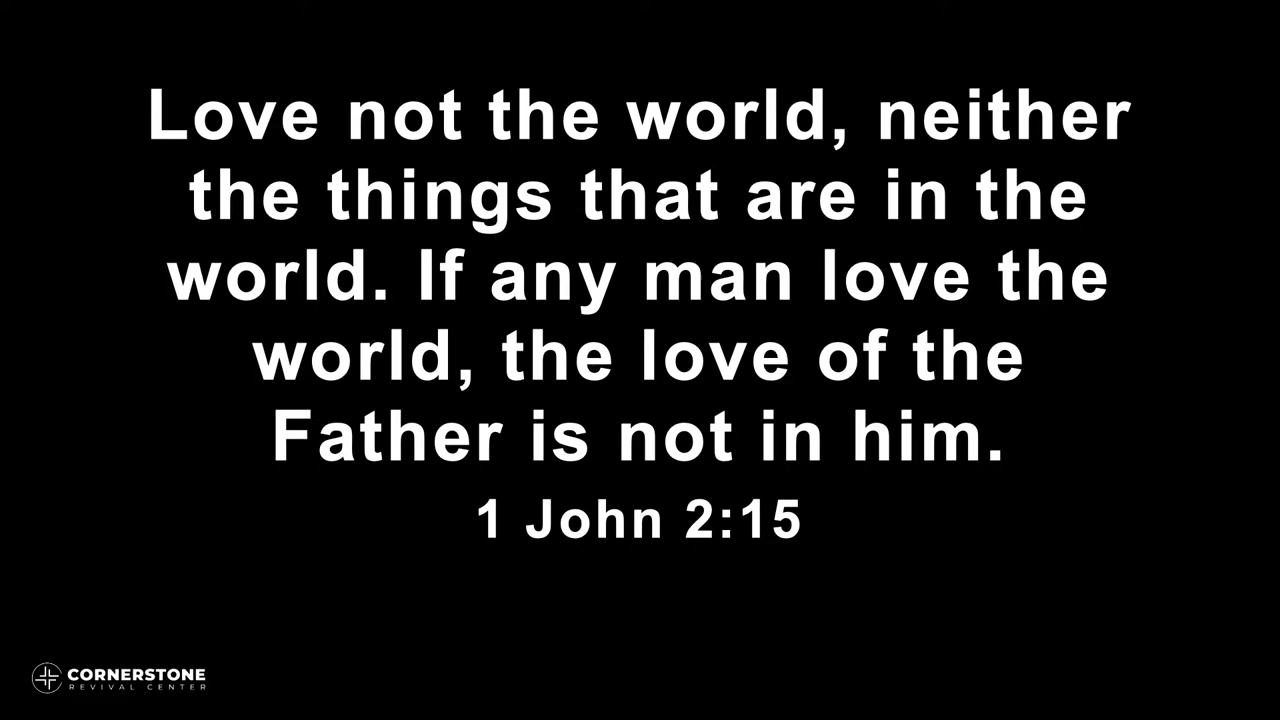 Love not the world, neither
the things that are in the
world. If any man love the
world, the love of the
Father is not in him.
1 John 2:15
CORNERSTONE
REVIVAL CENTER